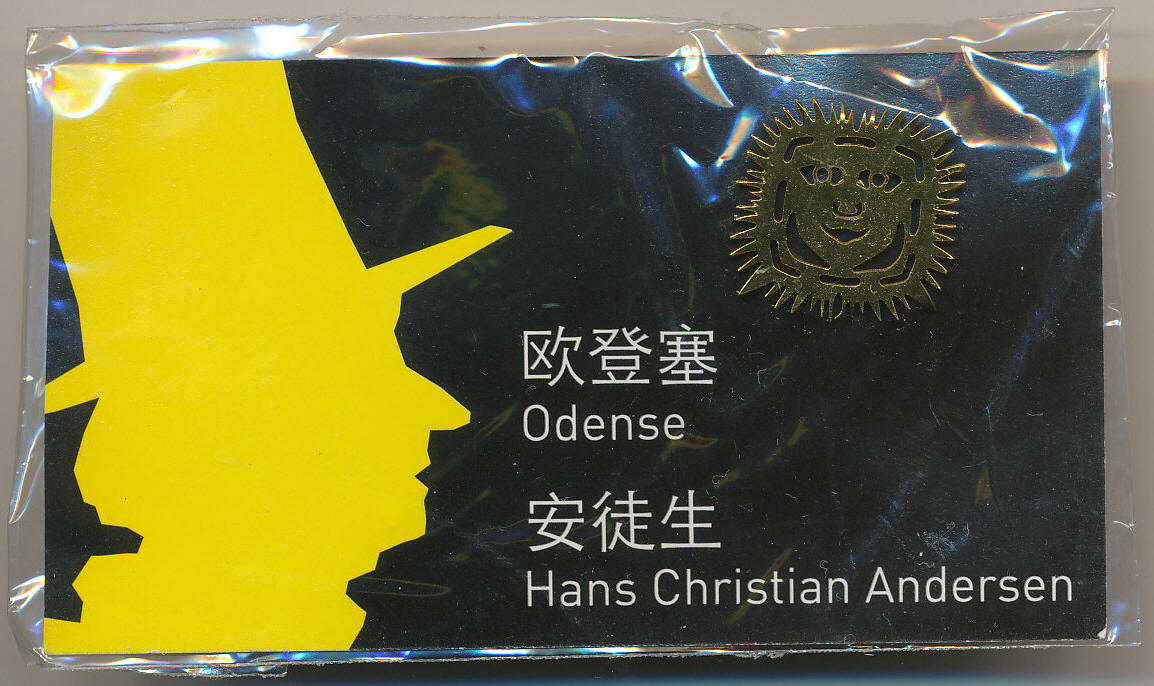 欧登塞
Odense
安徒生
Hans Christian Andersen